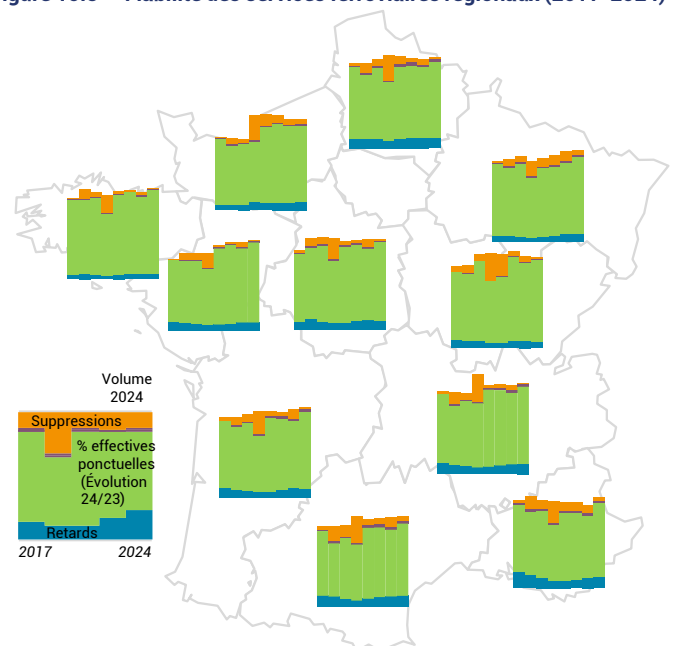 Volume
2024
Suppressions
% effectives
ponctuelles
(Évolution
24/23)
Retards
2017
2024